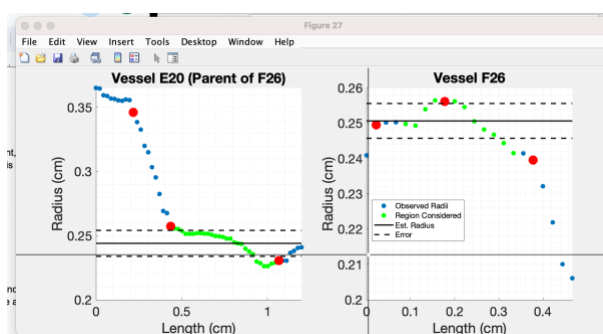 Figure 27
File Edit View Insert Tools Desktop Window Help
Vessel E20 (Parent of F26)
Radius (cm)
0.35
0.3
0.25
0.2
0 0.5 1
Length (cm)
Vessel F26
Radius (cm)
0.26
0.25
0.24
0.23
0.22
0.21
0.2
Observed Radii
Region Considered
Est. Radius
Error
0 0.1 0.2 0.3 0.4
Length (cm)